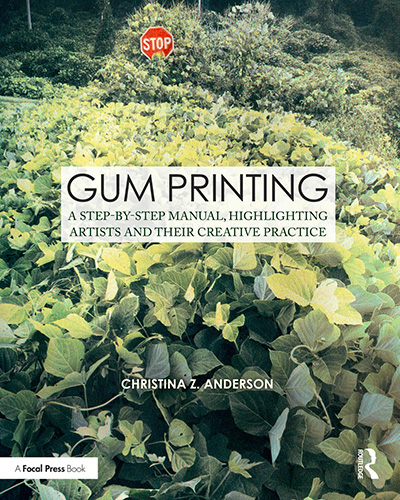 STOP
GUM PRINTING
A STEP-BY-STEP MANUAL, HIGHLIGHTING
ARTISTS AND THEIR CREATIVE PRACTICE
CHRISTINA Z. ANDERSON
A Focal Press Book
ROUTLEDGE